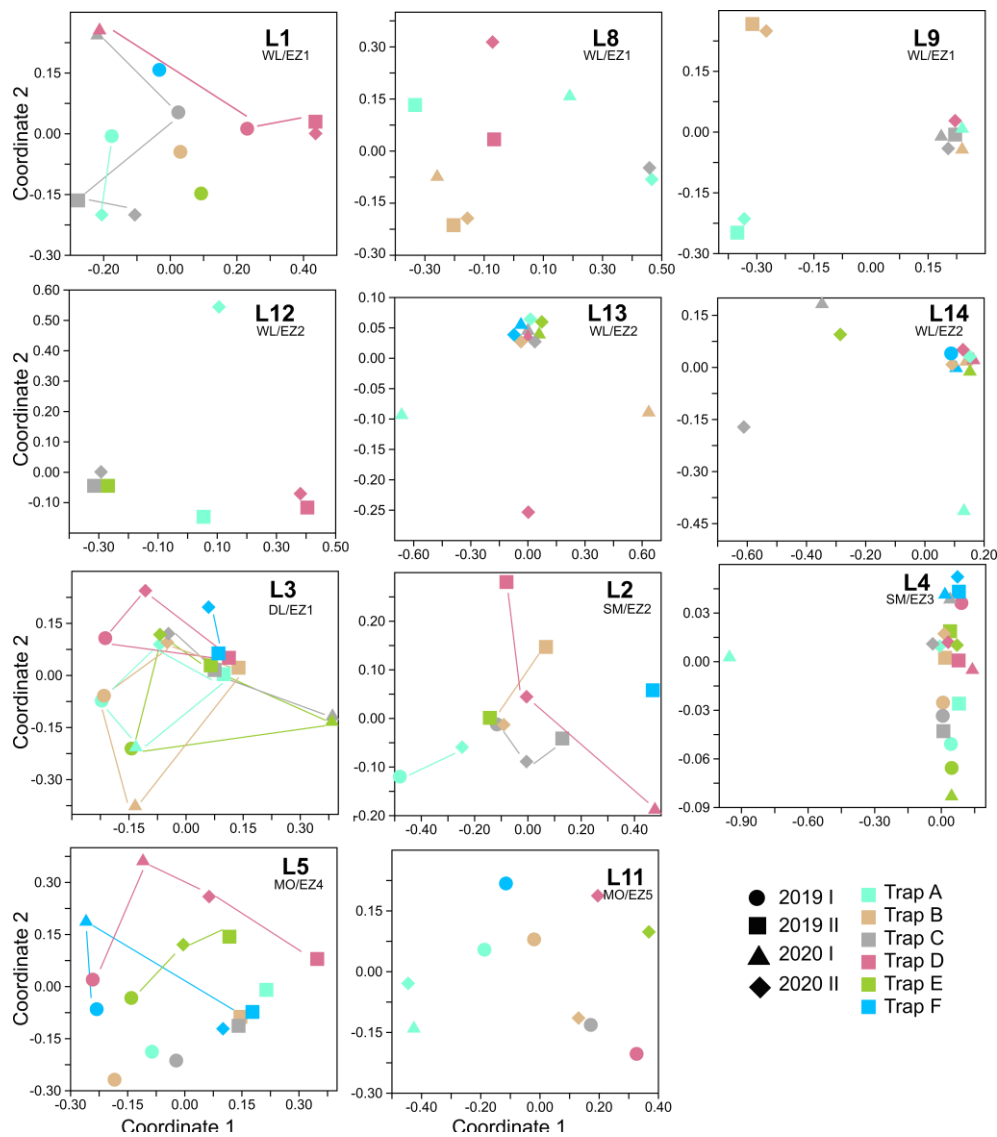 L1
WL/EZ1
L8
WL/EZ1
L9
WL/EZ1
Coordinate 2
0.15
0.00
-0.15
-0.30
-0.20 0.00 0.20 0.40
0.30
0.15
0.00
-0.15
-0.30
-0.30 -0.10 0.10 0.30 0.50
0.15
0.00
-0.15
-0.30
-0.30 -0.15 0.00 0.15
L12
WL/EZ2
L13
WL/EZ2
L14
WL/EZ2
Coordinate 2
0.60
0.50
0.40
0.30
0.20
0.10
0.00
-0.10
-0.30 -0.10 0.10 0.30 0.50
0.10
0.05
0.00
-0.05
-0.10
-0.15
-0.20
-0.25
-0.60 -0.30 0.00 0.30 0.60
0.15
0.00
-0.15
-0.30
-0.45
-0.60 -0.40 -0.20 0.00 0.20
L3
DL/EZ1
L2
SM/EZ2
L4
SM/EZ3
Coordinate 2
0.15
0.00
-0.15
-0.30
-0.15 0.00 0.15 0.30
0.20
0.10
0.00
-0.10
-0.20
-0.40 -0.20 0.00 0.20 0.40
0.03
0.00
-0.03
-0.06
-0.09
-0.90 -0.60 -0.30 0.00
L5
MO/EZ4
L11
MO/EZ5
Coordinate 2
0.30
0.15
0.00
-0.15
-0.30
-0.30 -0.15 0.00 0.15 0.30
Coordinate 1
0.15
0.00
-0.15
-0.30
-0.40 -0.20 0.00 0.20 0.40
Coordinate 1
2019 I
2019 II
2020 I
2020 II
Trap A
Trap B
Trap C
Trap D
Trap E
Trap F